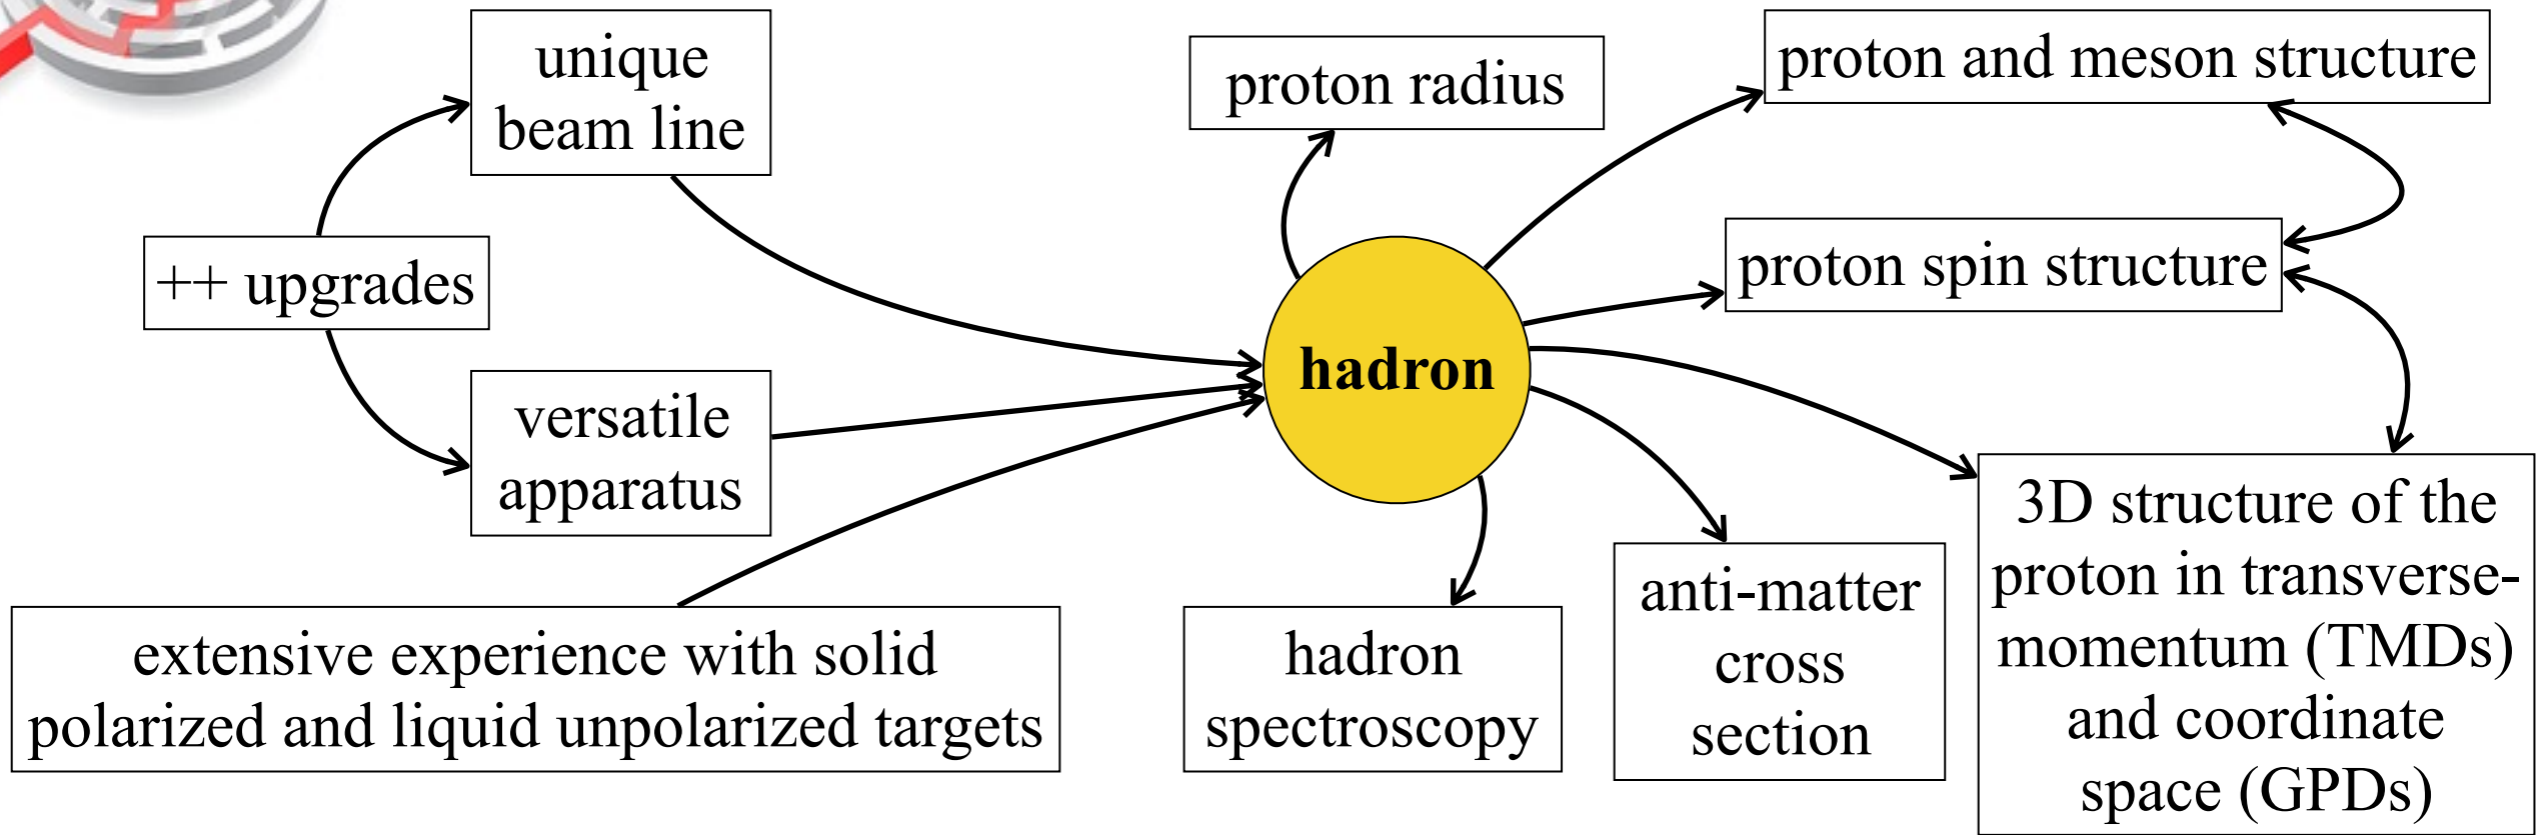 unique
beam line
++ upgrades
versatile
apparatus
extensive experience with solid
polarized and liquid unpolarized targets
hadron
proton radius
proton and meson structure
proton spin structure
3D structure of the
proton in transverse-
momentum (TMDs)
and coordinate
space (GPDs)
anti-matter
cross
section
hadron
spectroscopy